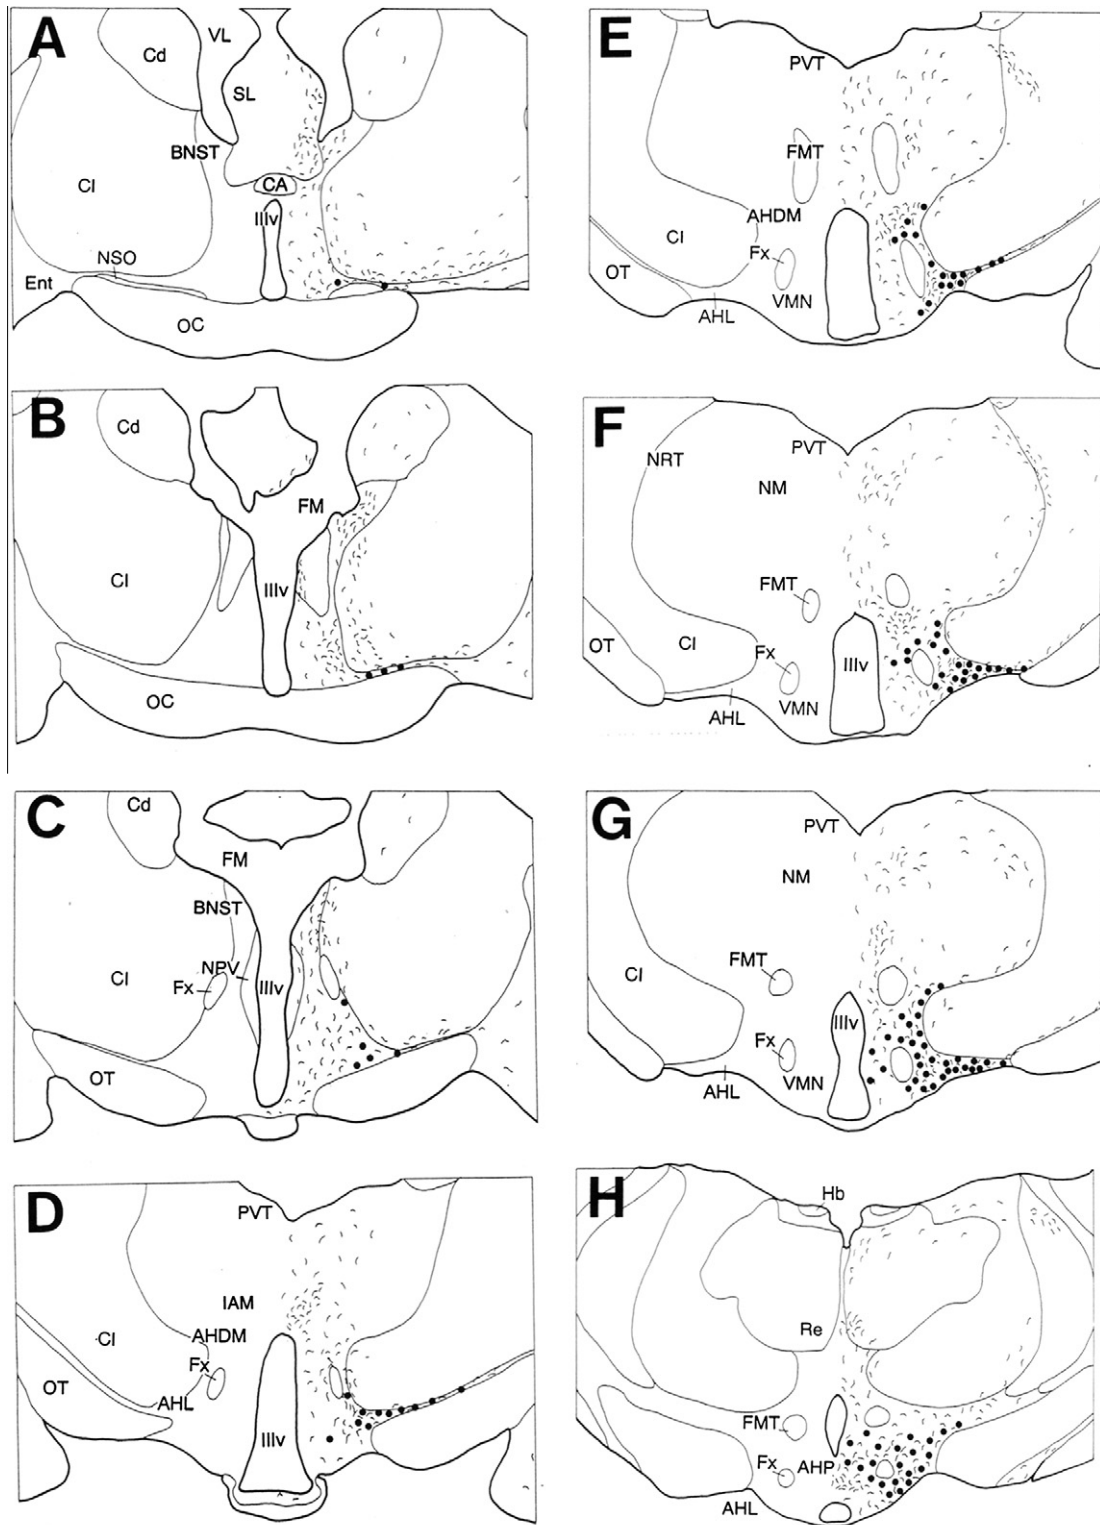 A
VL
Cd
SL
BNST
CI
CA
IIIv
NSO
Ent
OC
B
Cd
FM
CI
IIIv
OC
C
Cd
FM
BNST
NPV
CI
Fx
IIIv
OT
D
PVT
IAM
CI
AHDM
Fx
OT
AHL
IIIv
E
PVT
FMT
AHDM
CI
Fx
OT
VMN
AHL
F
PVT
NRT
NM
FMT
OT
CI
Fx
IIIv
VMN
AHL
G
PVT
NM
FMT
CI
IIIv
Fx
VMN
AHL
H
Hb
Re
FMT
Fx
AHP
AHL